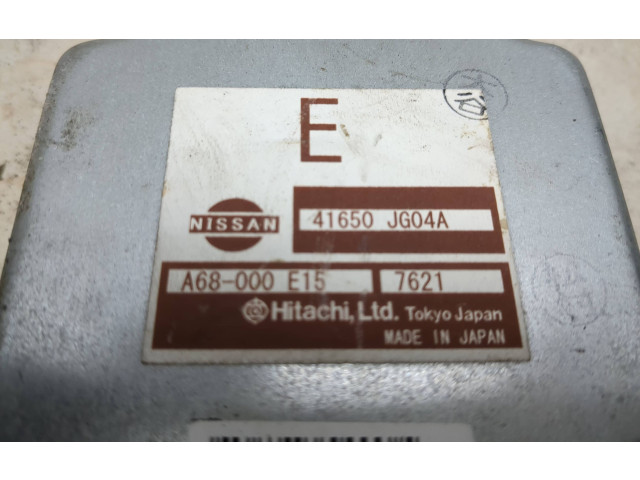 E
NISSAN
41650 JG04A
A68-000 E15 7621
Hitachi, Ltd. Tokyo Japan
MADE IN JAPAN